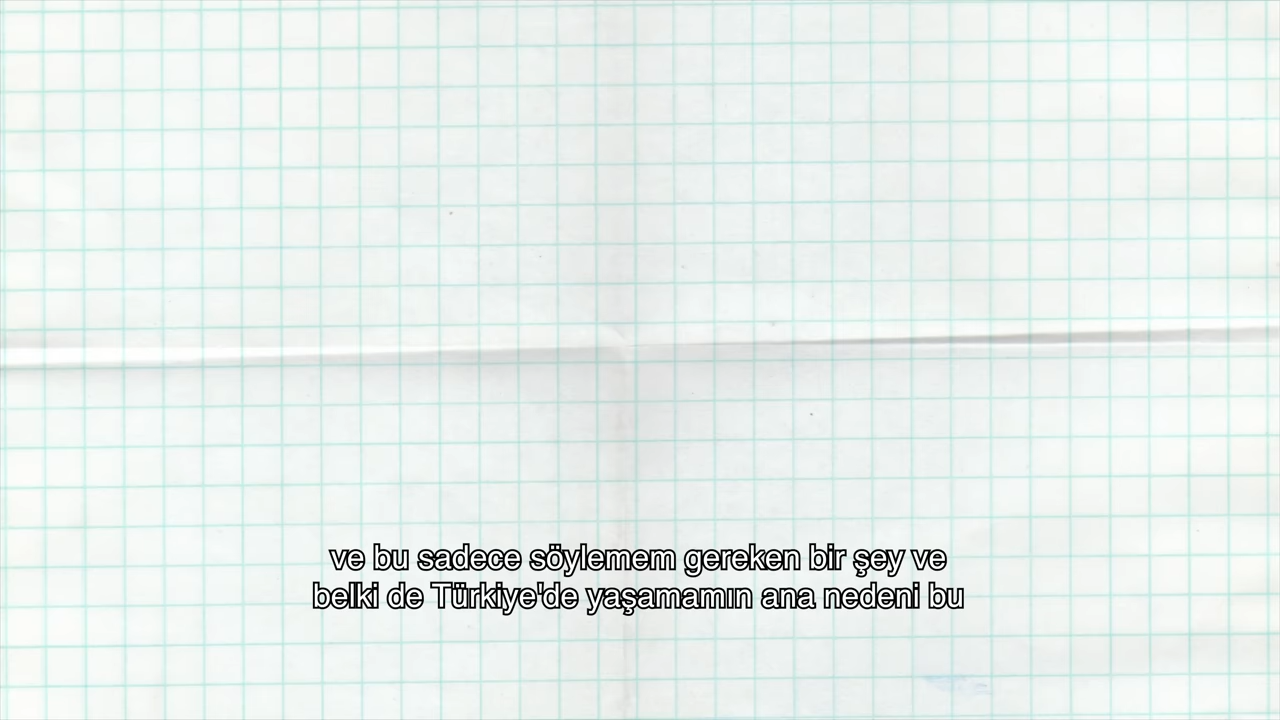 ve bu sadece söylemem gereken bir şey ve
belki de Türkiye'de yaşamamın ana nedeni bu